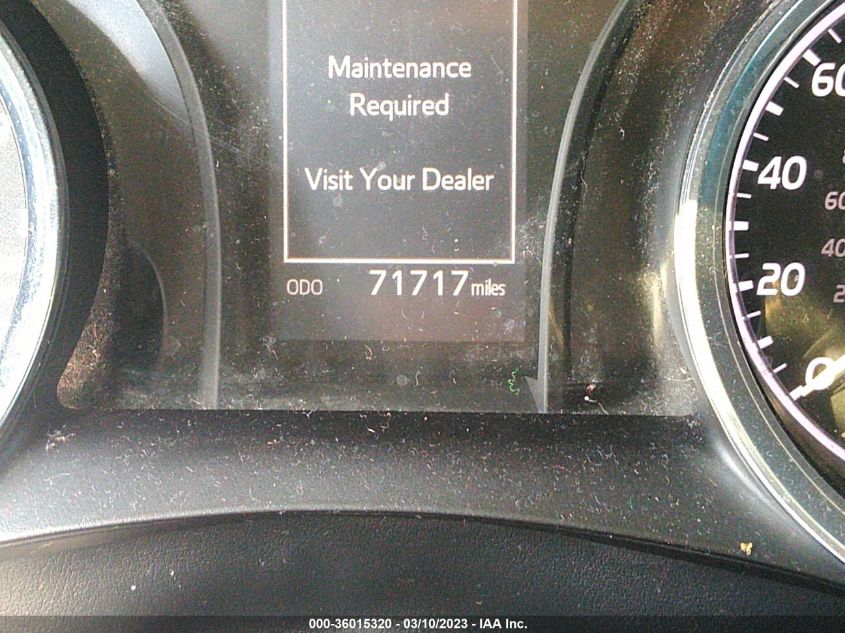 Maintenance
Required
Visit Your Dealer
ODO 71717 miles
60
40
20
0
60
40
000-36015320 - 03/10/2023 - IAA Inc.